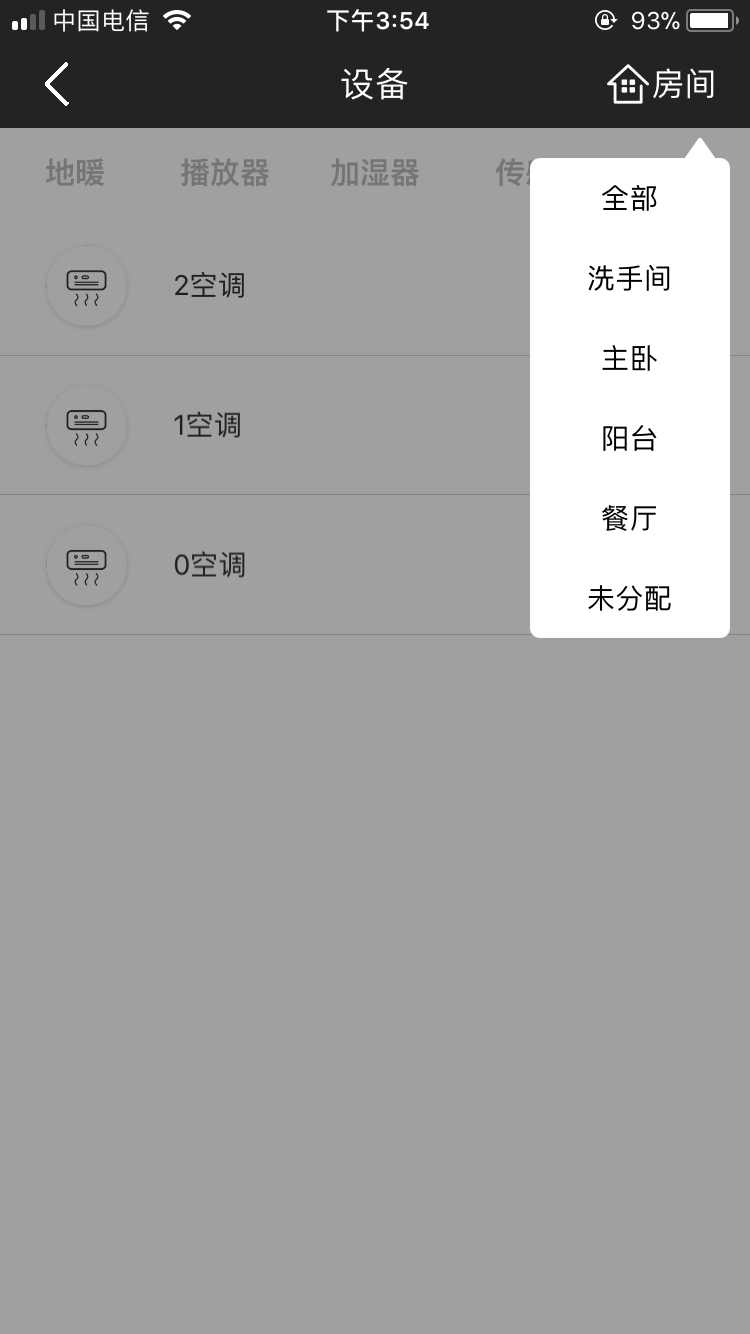 中国电信 下午3:54 93%
设备 房间
地暖 播放器 加湿器 传
全部
2空调
洗手间
主卧
1空调
阳台
餐厅
0空调
未分配